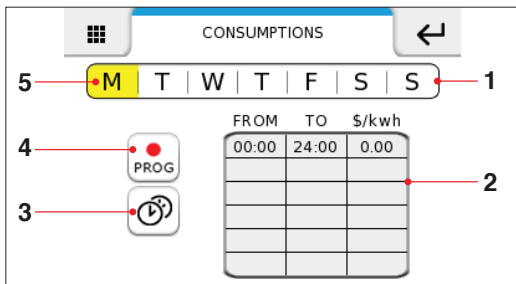 CONSUMPTIONS
5 M T W T F S S 1
FROM TO $/kwh
4 PROG 00:00 24:00 0.00
2
3